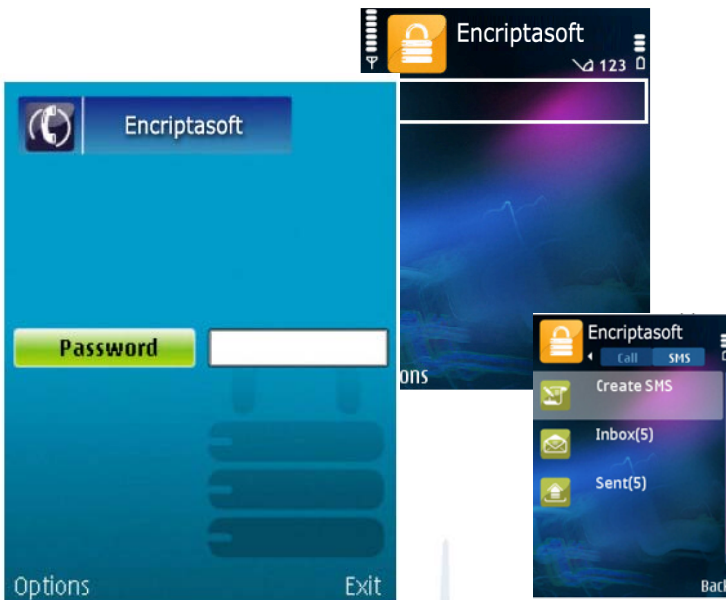 Encriptasoft
123
Encriptasoft
Password
Options
Exit
ons
Encriptasoft
Call
SMS
Create SMS
Inbox(5)
Sent(5)
Back